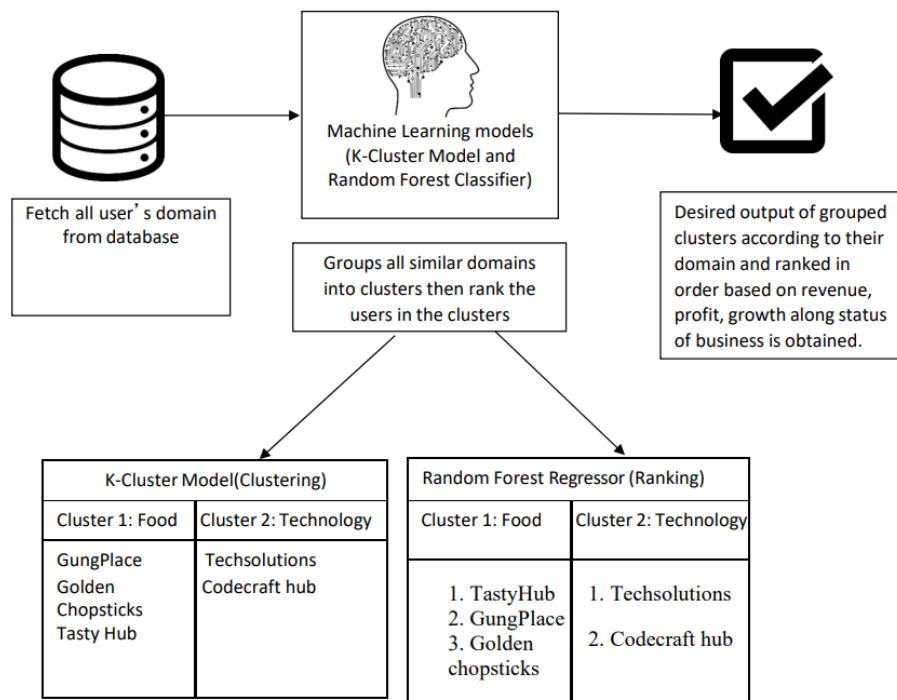 Machine Learning models
(K-Cluster Model and
Random Forest Classifier)
Fetch all user’s domain
from database
Desired output of grouped
clusters according to their
domain and ranked in
order based on revenue,
profit, growth along status
of business is obtained.
Groups all similar domains
into clusters then rank the
users in the clusters
K-Cluster Model(Clustering)
Cluster 1: Food
Cluster 2: Technology
GungPlace
Golden
Chopsticks
Tasty Hub
Techsolutions
Codecraft hub
Random Forest Regressor (Ranking)
Cluster 1: Food
Cluster 2: Technology
1. TastyHub
2. GungPlace
3. Golden
chopsticks
1. Techsolutions
2. Codecraft hub